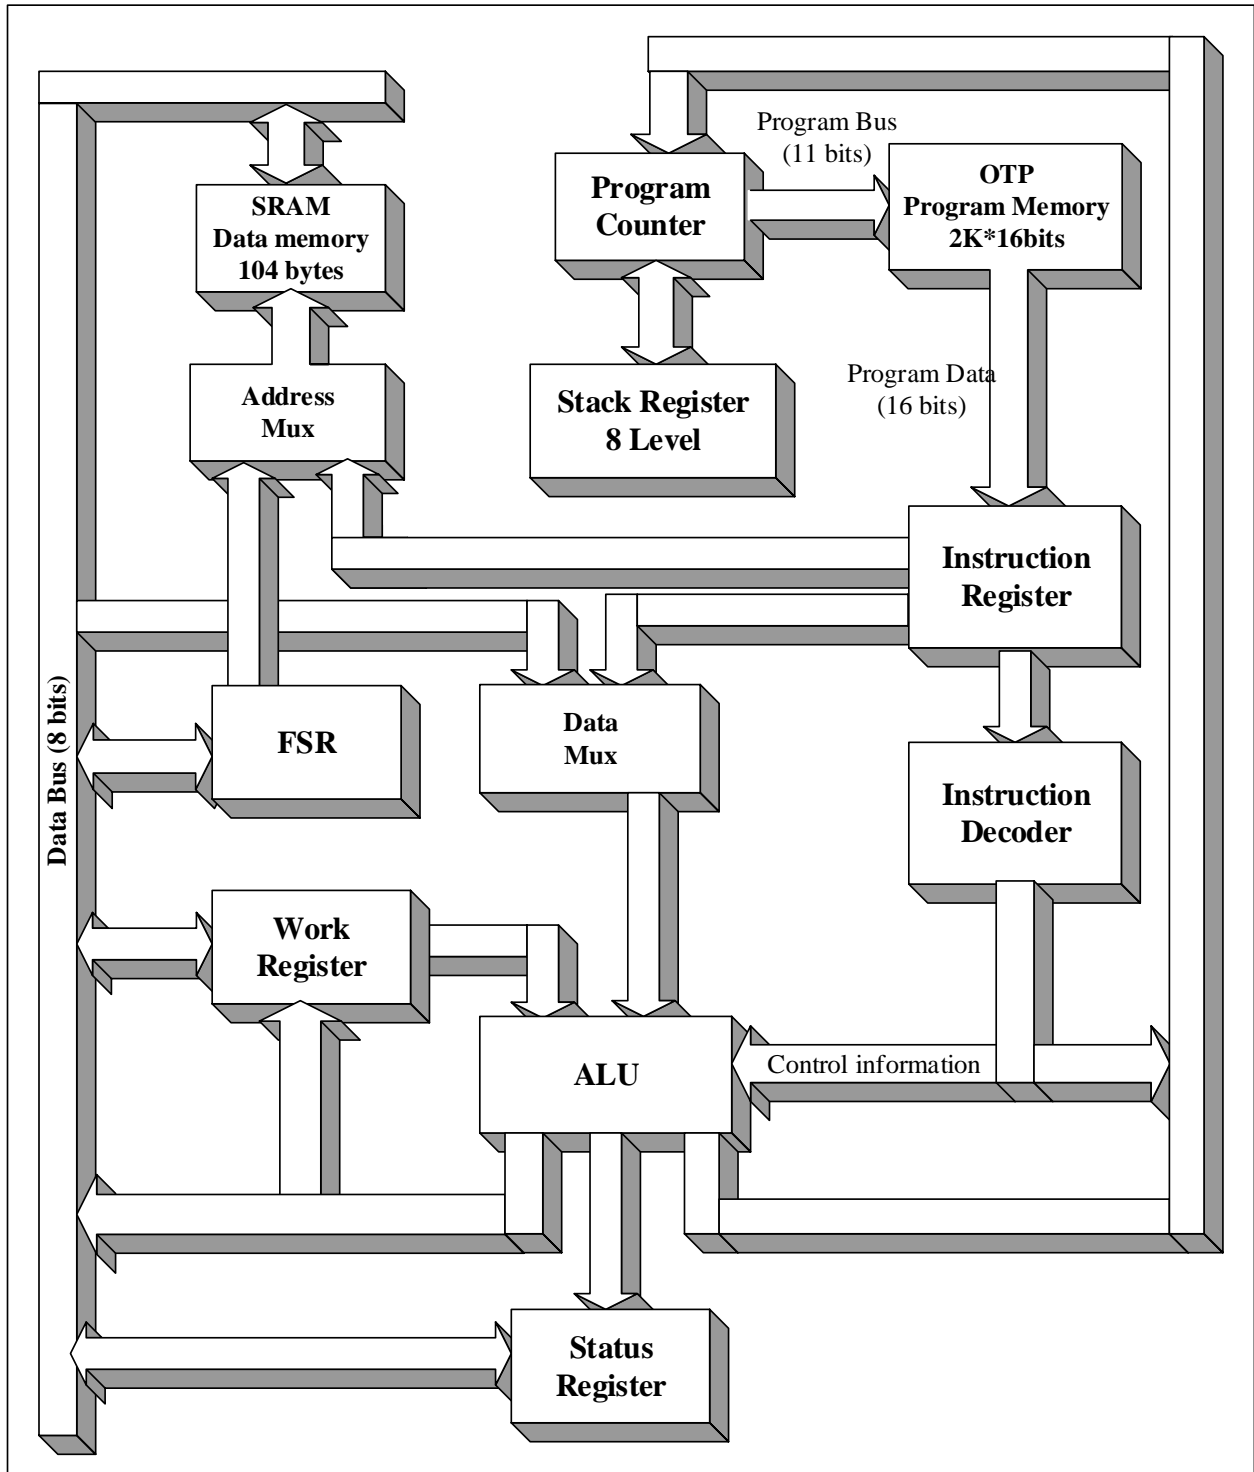 Program Bus
(11 bits)
SRAM
Data memory
104 bytes
Program
Counter
OTP
Program Memory
2K*16bits
Address
Mux
Stack Register
8 Level
Program Data
(16 bits)
Instruction
Register
Data Bus (8 bits)
FSR
Data
Mux
Instruction
Decoder
Work
Register
ALU
Control information
Status
Register